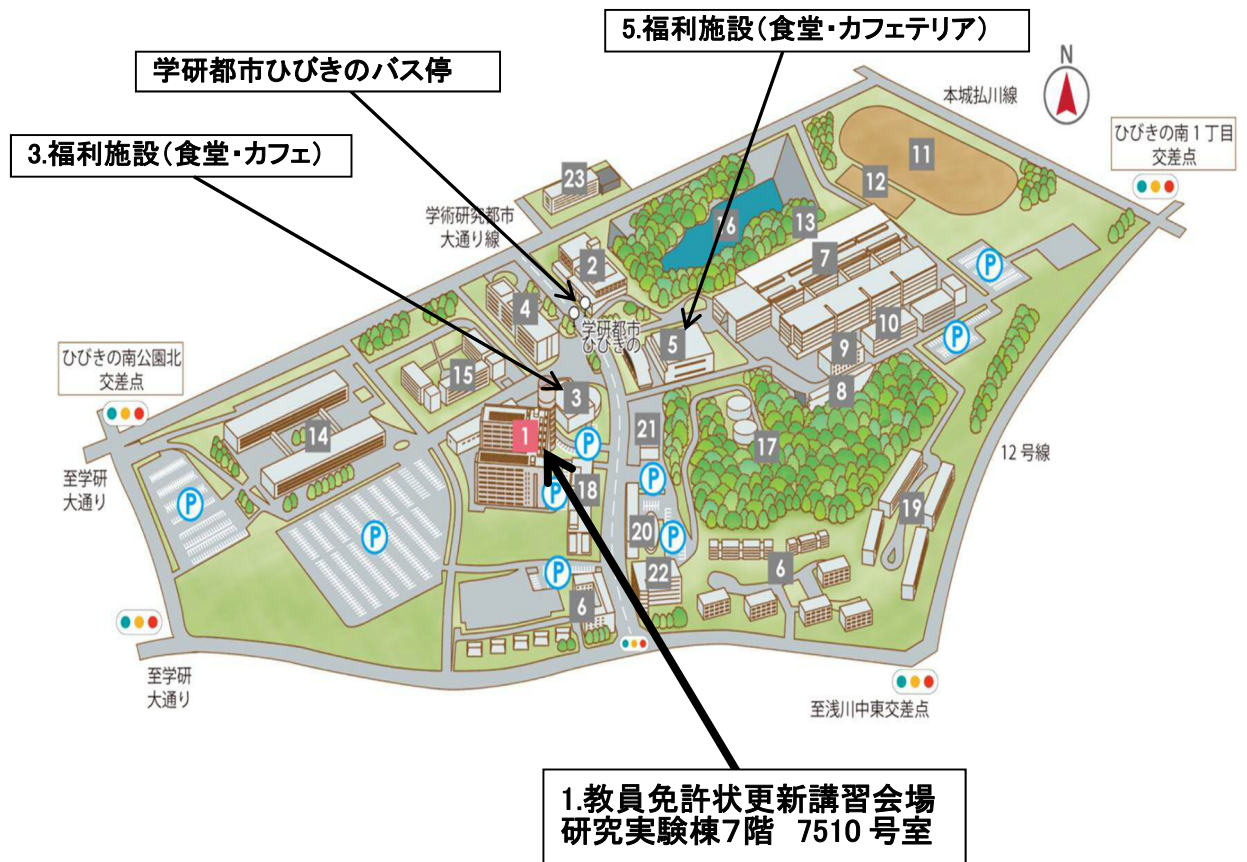 5.福利施設(食堂・カフェテリア)
学研都市ひびきのバス停
N
本城払川線
3.福利施設(食堂・カフェ)
ひびきの南1丁目
交差点
11
12
23
学術研究都市
大通り線
16
13
7
2
P
4
学研都市
ひびきの
10
P
5
9
ひびきの南公園北
交差点
15
8
3
14
1
21
17
12号線
P
至学研
大通り
P
P
18
P
P
19
20
P
P
22
6
6
至学研
大通り
至浅川中東交差点
1.教員免許状更新講習会場
研究実験棟7階 7510号室